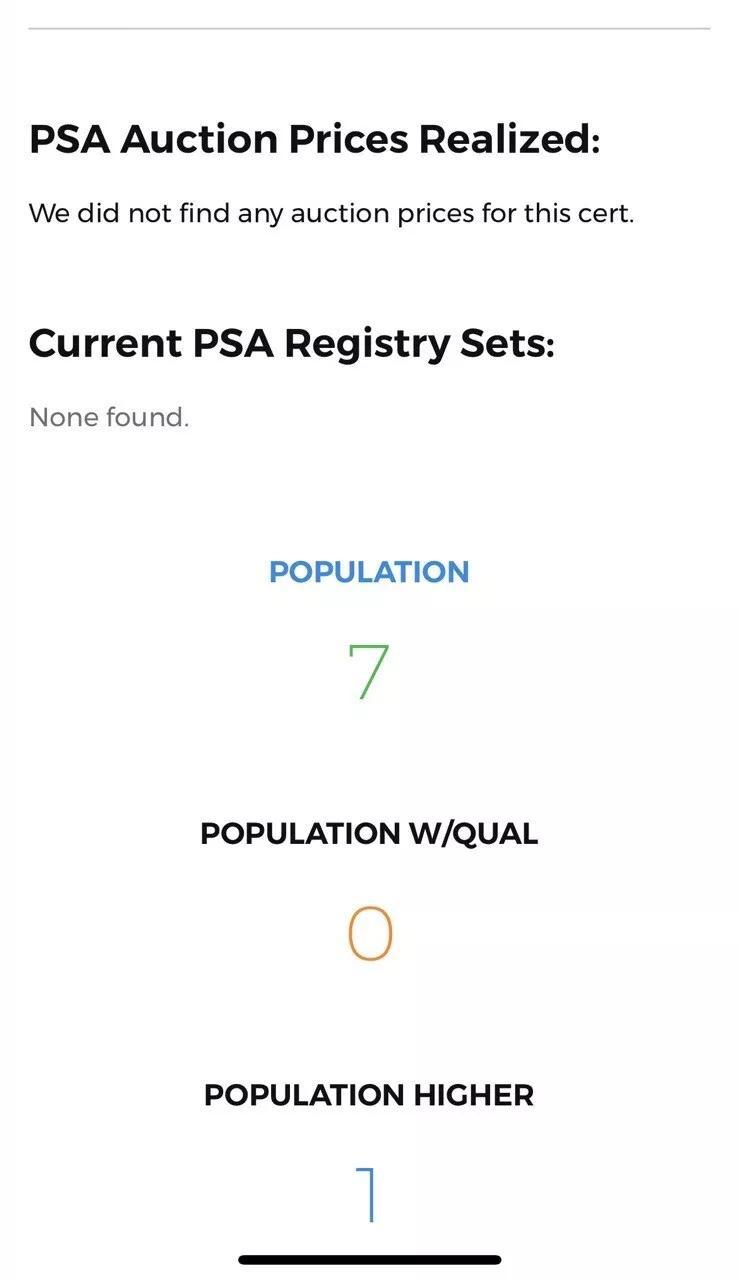 PSA Auction Prices Realized:
We did not find any auction prices for this cert.
Current PSA Registry Sets:
None found.
POPULATION
7
POPULATION W/QUAL
0
POPULATION HIGHER
1